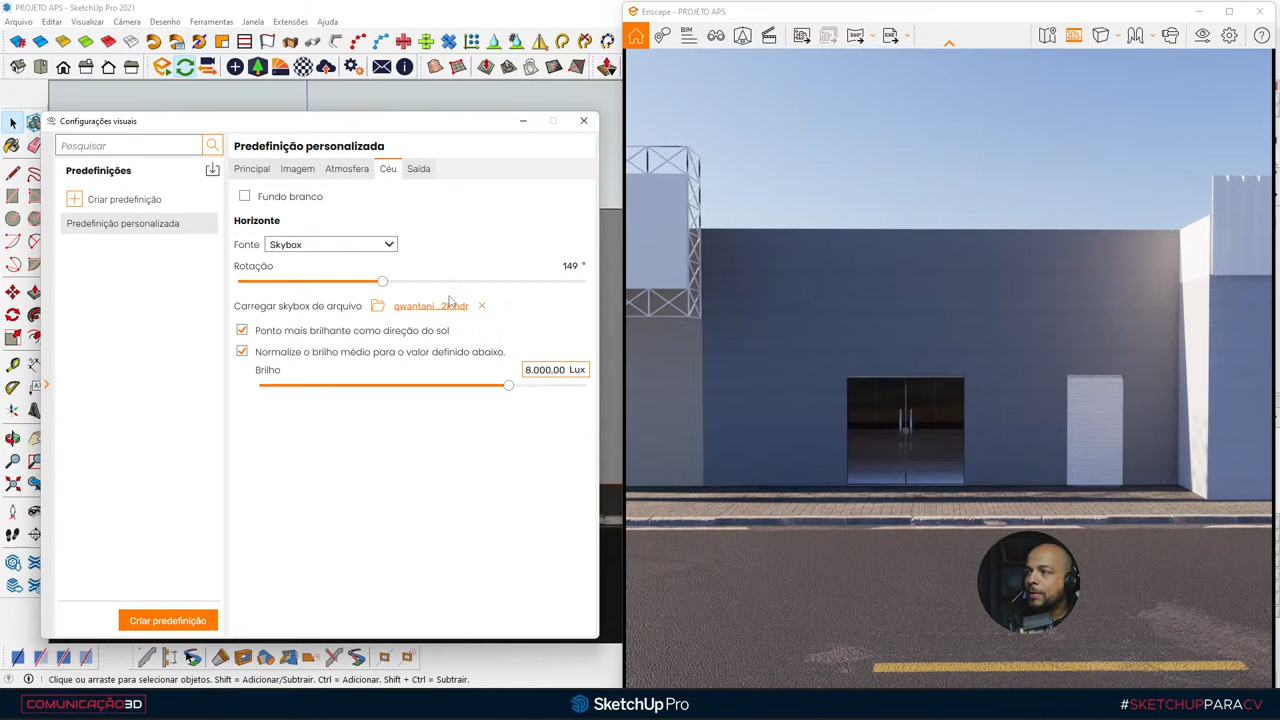 PROJETO APS - SketchUp Pro 2021
Arquivo Editar Visualizar Câmera Desenho Ferramentas Janela Extensões Ajuda
Enscape - PROJETO APS
BIM
360°
EXE
Configurações visuais
Pesquisar
Predefinições
Criar predefinição
Predefinição personalizada
Predefinição personalizada
Principal Imagem Atmosfera Céu Saída
Fundo branco
Horizonte
Fonte Skybox
Rotação 149 °
Carregar skybox de arquivo
Ponto mais brilhante como direção do sol
Normalize o brilho médio para o valor definido abaixo.
Brilho 8.000,00 Lux
Criar predefinição
Clique ou arraste para selecionar objetos. Shift = Adicionar/Subtrair. Ctrl = Adicionar. Shift + Ctrl = Subtrair.
COMUNICAÇÃO3D
SketchUp Pro
#SKETCHUPPARACV